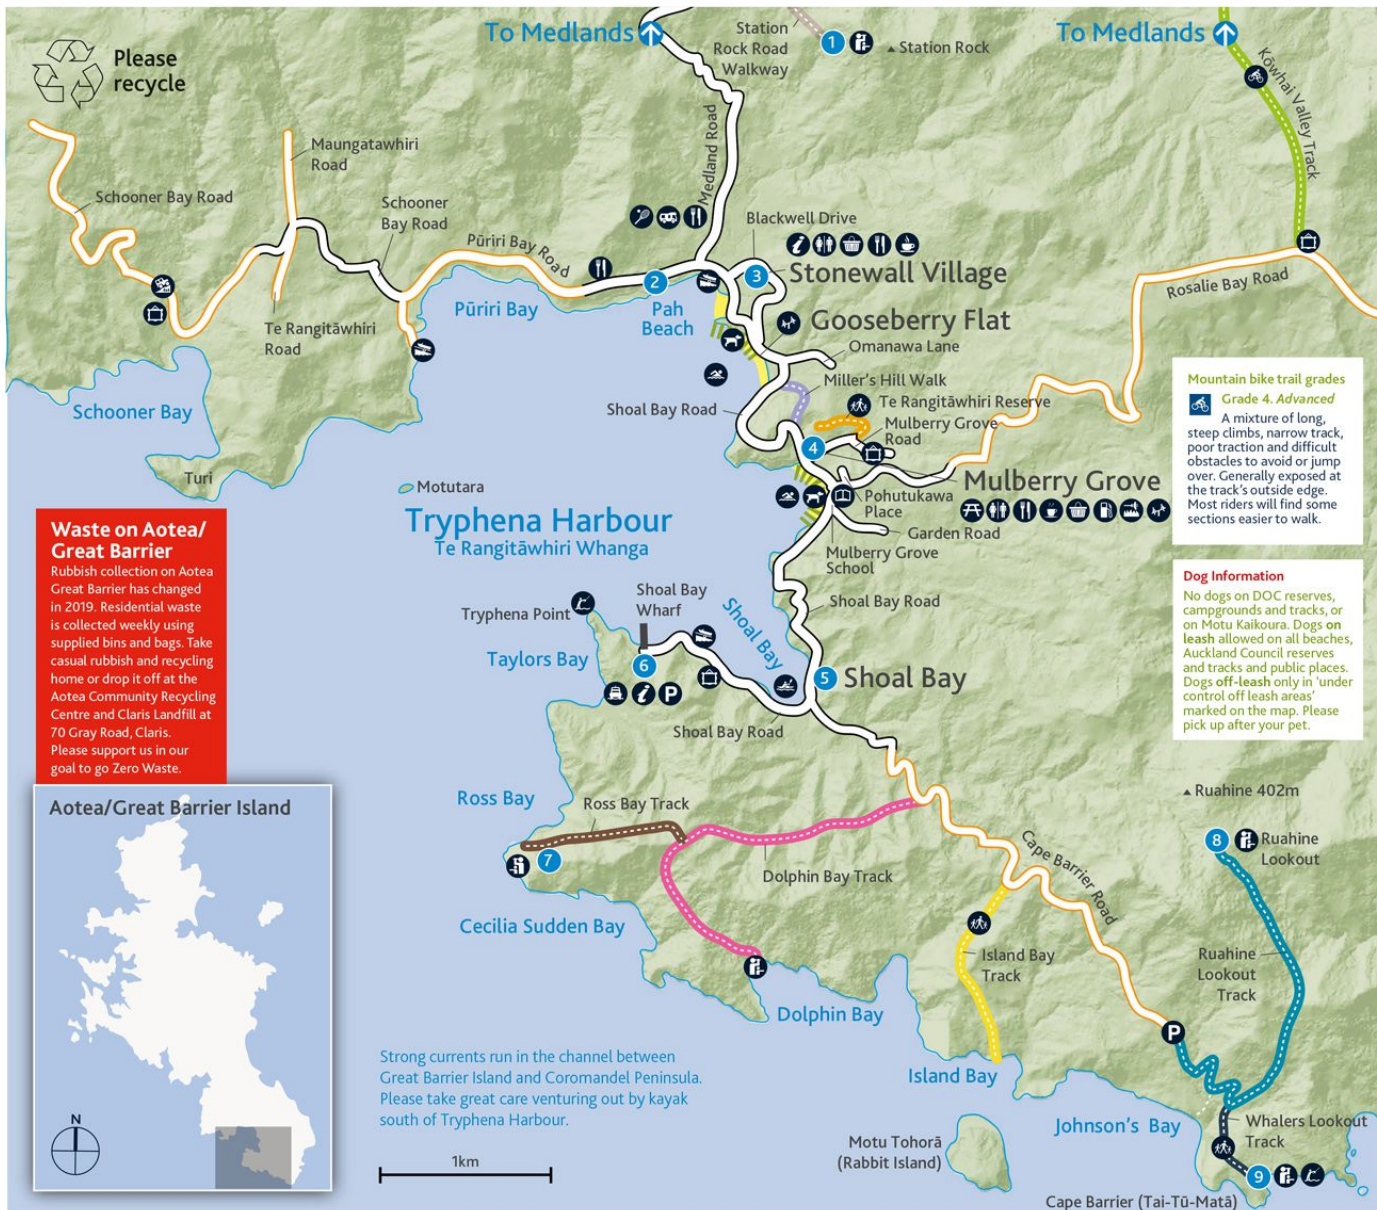 Please
recycle
To Medlands
Station
Rock Road
Walkway
1
Station Rock
To Medlands
Kōwhai Valley Track
Maungatawhiri
Road
Schooner Bay Road
Schooner
Bay Road
Medland Road
Pūriri Bay Road
Te Rangitāwhiri
Road
Pūriri Bay
2
Pah
Beach
Blackwell Drive
3
Stonewall Village
Gooseberry Flat
Omanawa Lane
Rosalie Bay Road
Schooner Bay
Turi
Shoal Bay Road
Miller's Hill Walk
Te Rangitāwhiri Reserve
Mulberry Grove
Road
4
Mulberry Grove
Pohutukawa
Place
Garden Road
Mulberry Grove
School
Motutara
Tryphena Harbour
Te Rangitāwhiri Whanga
Mountain bike trail grades
Grade 4. Advanced
A mixture of long,
steep climbs, narrow track,
poor traction and difficult
obstacles to avoid or jump
over. Generally exposed at
the track's outside edge.
Most riders will find some
sections easier to walk.
Waste on Aotea/
Great Barrier
Rubbish collection on Aotea
Great Barrier has changed
in 2019. Residential waste
is collected weekly using
supplied bins and bags. Take
casual rubbish and recycling
home or drop it off at the
Aotea Community Recycling
Centre and Claris Landfill at
70 Gray Road, Claris.
Please support us in our
goal to go Zero Waste.
Dog Information
No dogs on DOC reserves,
campgrounds and tracks, or
on Motu Kaikoura. Dogs on
leash allowed on all beaches,
Auckland Council reserves
and tracks and public places.
Dogs off-leash only in 'under
control off leash areas'
marked on the map. Please
pick up after your pet.
Tryphena Point
Shoal Bay
Wharf
Shoal Bay
Shoal Bay Road
Taylors Bay
6
P
5
Shoal Bay
Shoal Bay Road
Ross Bay
Ross Bay Track
7
Dolphin Bay Track
Cecilia Sudden Bay
Dolphin Bay
Cape Barrier Road
Ruahine 402m
8
Ruahine
Lookout
Island Bay
Track
Ruahine
Lookout
Track
P
Island Bay
Johnson's Bay
Whalers Lookout
Track
9
Cape Barrier (Tai-Tū-Matā)
Motu Tohorā
(Rabbit Island)
Strong currents run in the channel between
Great Barrier Island and Coromandel Peninsula.
Please take great care venturing out by kayak
south of Tryphena Harbour.
1km
Aotea/Great Barrier Island
N